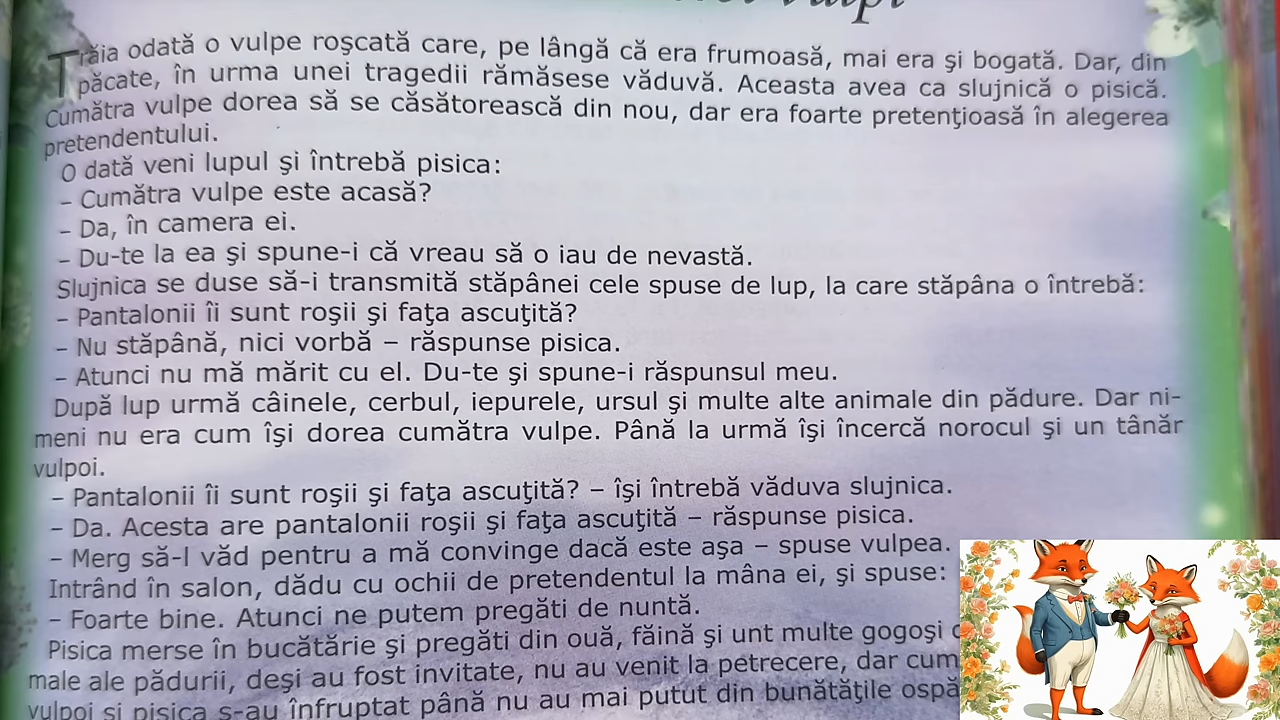 vulpi
Trăia odată o vulpe roşcată care, pe lângă că era frumoasă, mai era şi bogată. Dar, din
păcate, în urma unei tragedii rămăsese văduvă. Aceasta avea ca slujnică o pisică.
Cumătra vulpe dorea să se căsătorească din nou, dar era foarte pretenţioasă în alegerea
pretendentului.
O dată veni lupul şi întrebă pisica:
– Cumătra vulpe este acasă?
– Da, în camera ei.
– Du-te la ea şi spune-i că vreau să o iau de nevastă.
Slujnica se duse să-i transmită stăpânei cele spuse de lup, la care stăpâna o întrebă:
– Pantalonii îi sunt roşii şi faţa ascuţită?
– Nu stăpână, nici vorbă – răspunse pisica.
– Atunci nu mă mărit cu el. Du-te şi spune-i răspunsul meu.
După lup urmă câinele, cerbul, iepurele, ursul şi multe alte animale din pădure. Dar ni-
meni nu era cum îşi dorea cumătra vulpe. Până la urmă îşi încercă norocul şi un tânăr
vulpoi.
– Pantalonii îi sunt roşii şi faţa ascuţită? – îşi întrebă văduva slujnica.
– Da. Acesta are pantalonii roşii şi faţa ascuţită – răspunse pisica.
– Merg să-l văd pentru a mă convinge dacă este aşa – spuse vulpea.
Intrând în salon, dădu cu ochii de pretendentul la mâna ei, şi spuse:
– Foarte bine. Atunci ne putem pregăti de nuntă.
Pisica merse în bucătărie şi pregăti din ouă, făină şi unt multe gogoşi
male ale pădurii, deşi au fost invitate, nu au venit la petrecere, dar cum
vulpoi şi pisica s-au înfruptat până nu au mai putut din bunătăţile